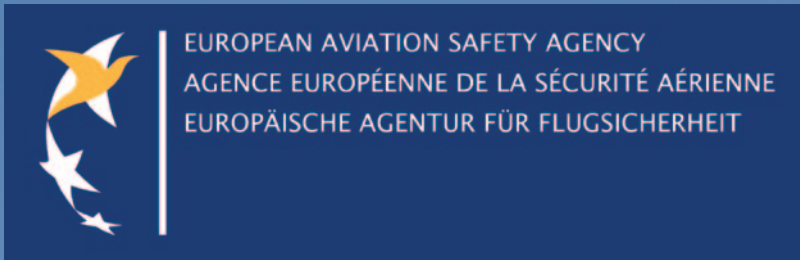 EUROPEAN AVIATION SAFETY AGENCY
AGENCE EUROPÉENNE DE LA SÉCURITÉ AÉRIENNE
EUROPÄISCHE AGENTUR FÜR FLUGSICHERHEIT